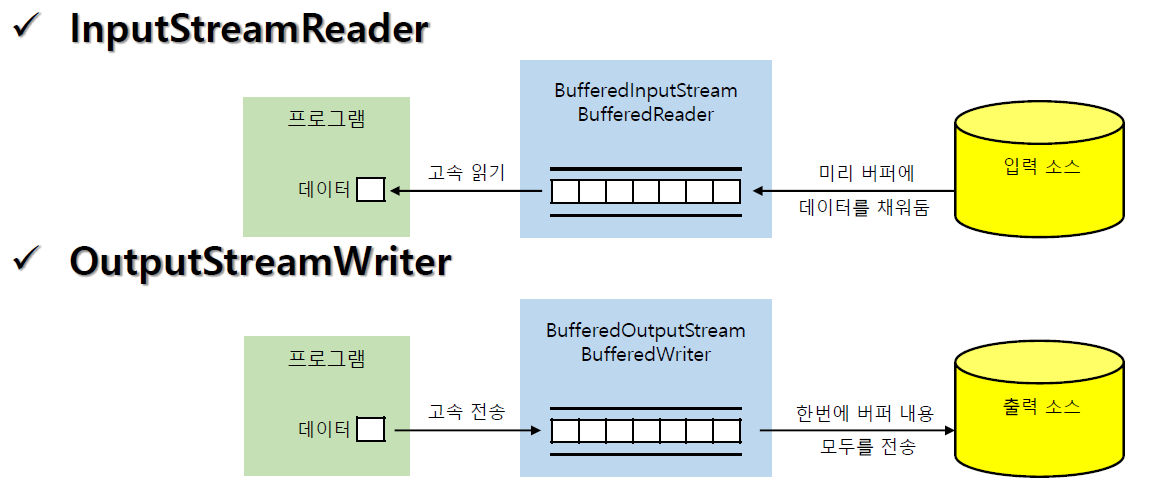 ✓ InputStreamReader
프로그램
데이터
고속 읽기
BufferedInputStream
BufferedReader
미리 버퍼에
데이터를 채워둠
입력 소스
✓ OutputStreamWriter
프로그램
데이터
고속 전송
BufferedOutputStream
BufferedWriter
한번에 버퍼 내용
모두를 전송
출력 소스